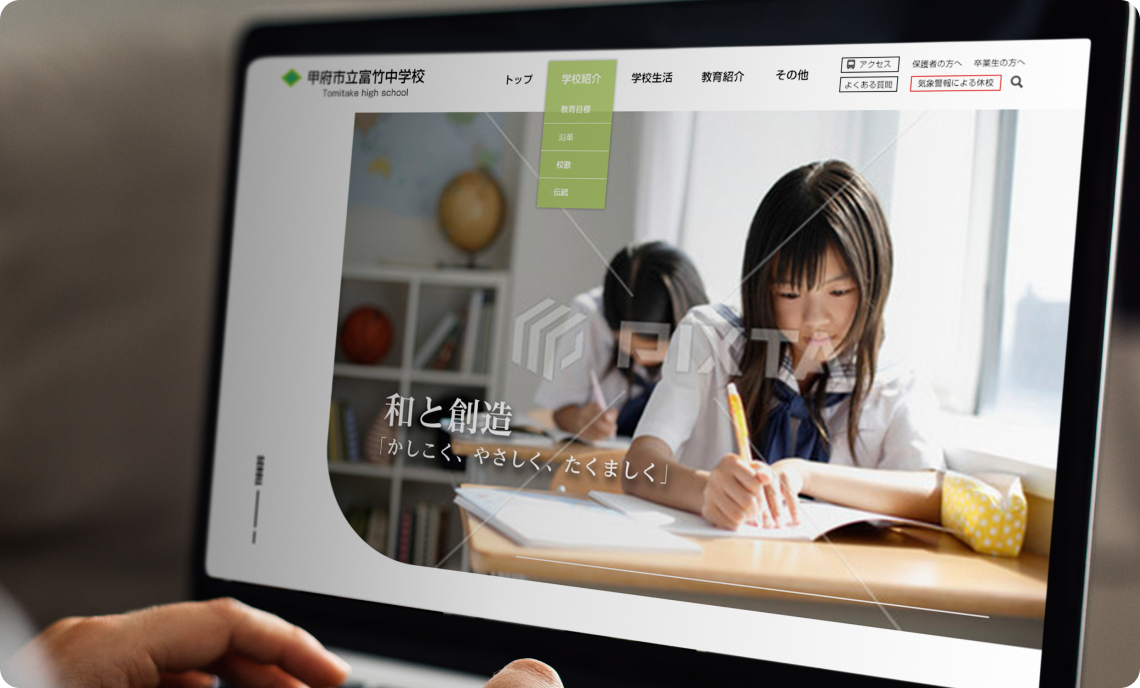 甲府市立富竹中学校
Tomitake high school
トップ
学校紹介
学校生活
教育紹介
その他
アクセス
保護者の方へ
卒業生の方へ
よくある質問
気象警報による休校
教育目標
沿革
校歌
伝統
PIXTA
和と創造
「かしこく、やさしく、たくましく」